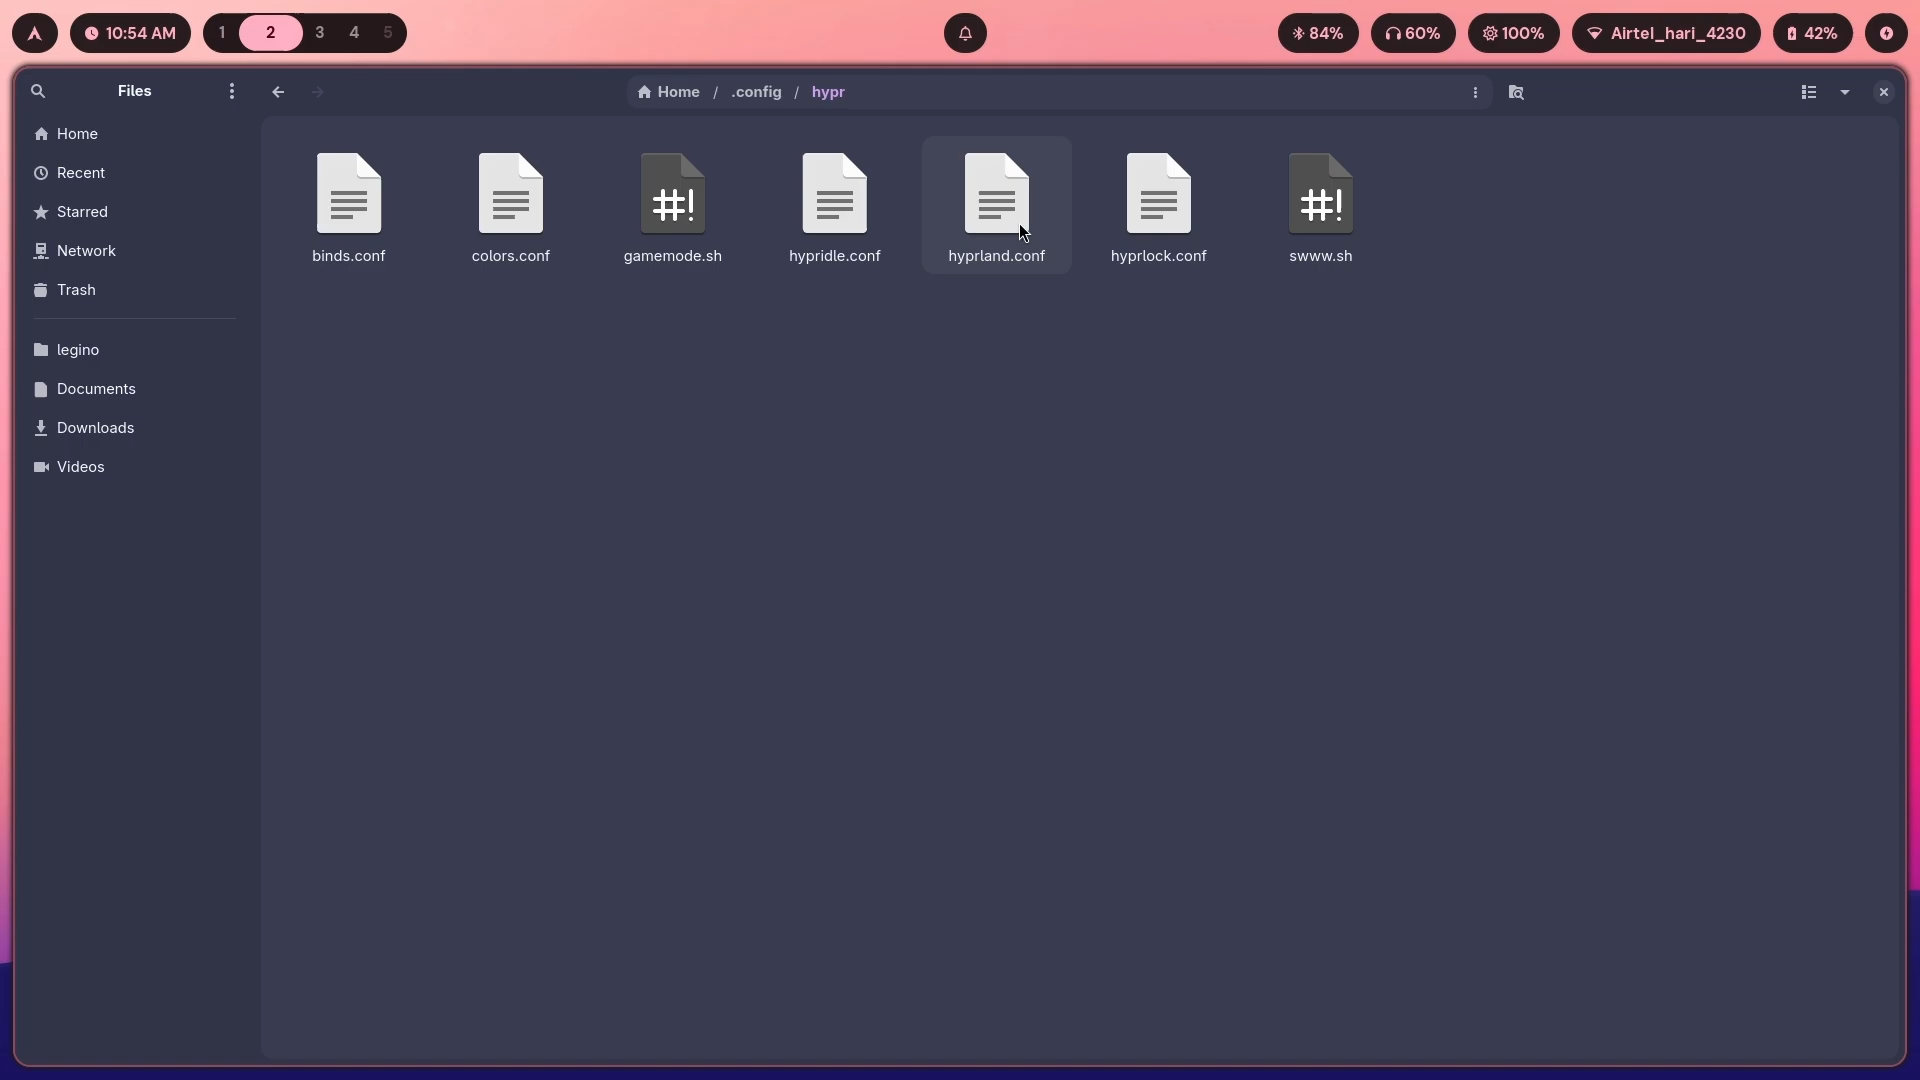 10:54 AM
1 2 3 4 5
84%
60%
100%
Airtel_hari_4230
42%
Files
Home / .config / hypr
Home
Recent
Starred
Network
Trash
legino
Documents
Downloads
Videos
binds.conf
colors.conf
#!
gamemode.sh
hypridle.conf
hyprland.conf
hyprlock.conf
#!
swww.sh